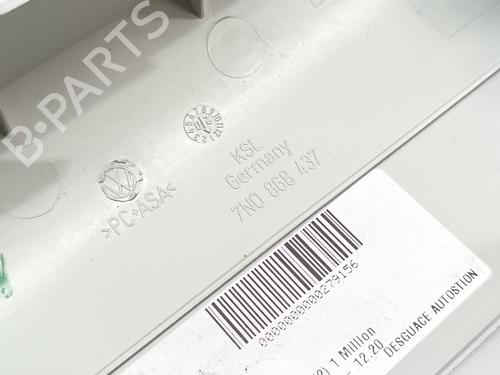 B-PARTS
KSL
Germany
7N0 868 437
>PC+ASA<
0000000000279156
1 Million
- 12.20
DESGUACE AUTOSTION